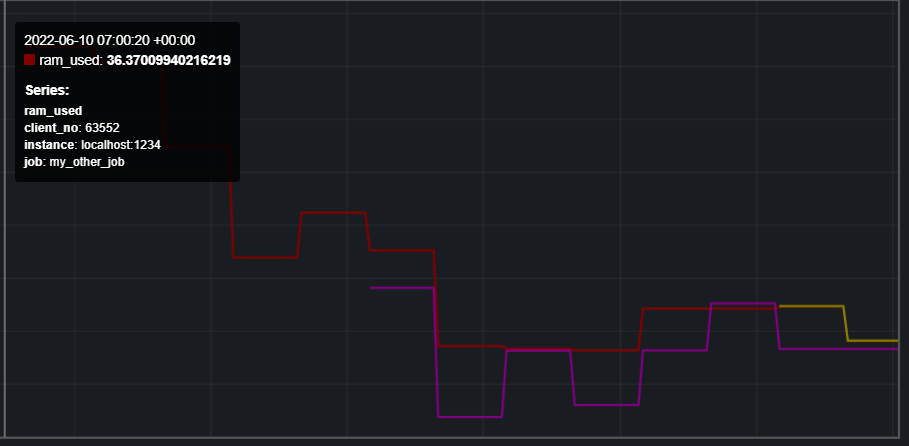 2022-06-10 07:00:20 +00:00
ram_used: 36.37009940216219
Series:
ram_used
client_no: 63552
instance: localhost:1234
job: my_other_job